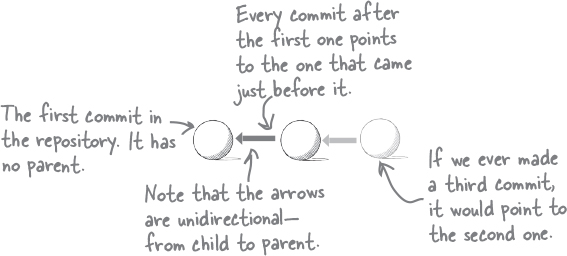 Every commit after
the first one points
to the one that came
just before it.
The first commit in
the repository. It has
no parent.
Note that the arrows
are unidirectional—
from child to parent.
If we ever made
a third commit,
it would point to
the second one.